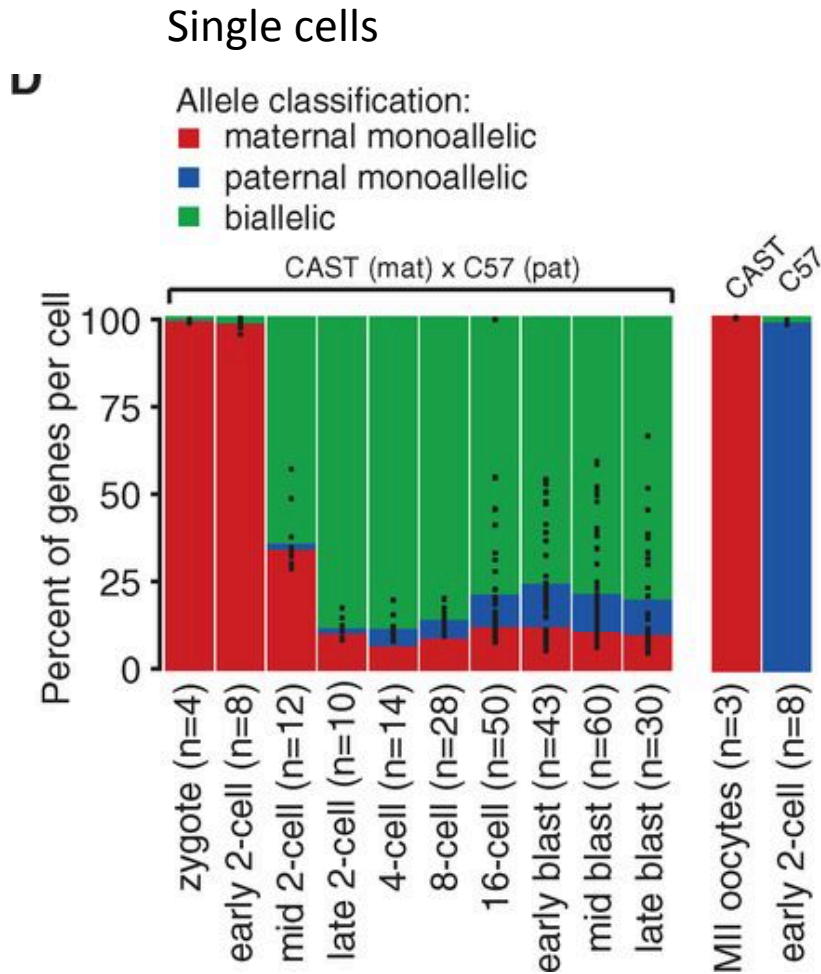 Single cells
D
Allele classification:
maternal monoallelic
paternal monoallelic
biallelic
CAST (mat) x C57 (pat)
CAST
C57
Percent of genes per cell
100
75
50
25
0
zygote (n=4)
early 2-cell (n=8)
mid 2-cell (n=12)
late 2-cell (n=10)
4-cell (n=14)
8-cell (n=28)
16-cell (n=50)
early blast (n=43)
mid blast (n=60)
late blast (n=30)
MII oocytes (n=3)
early 2-cell (n=8)